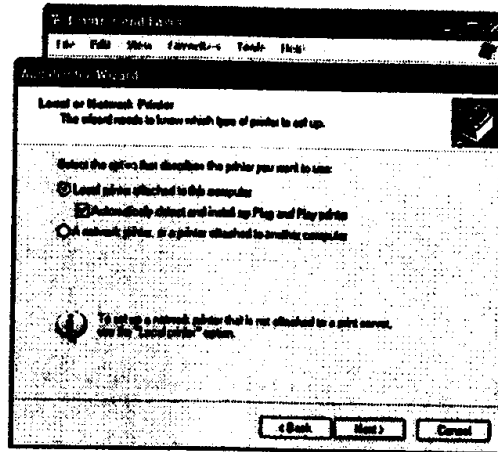 Printers and Faxes
File Edit View Favorites Tools Help
Add Printer Wizard
Local or Network Printer
The wizard needs to know which type of printer to set up.
Select the option that describes the printer you want to use:
Local printer attached to this computer
Automatically detect and install my Plug and Play printer
A network printer, or a printer attached to another computer
To set up a network printer that is not attached to a print server,
use the "Local printer" option.
< Back Next > Cancel